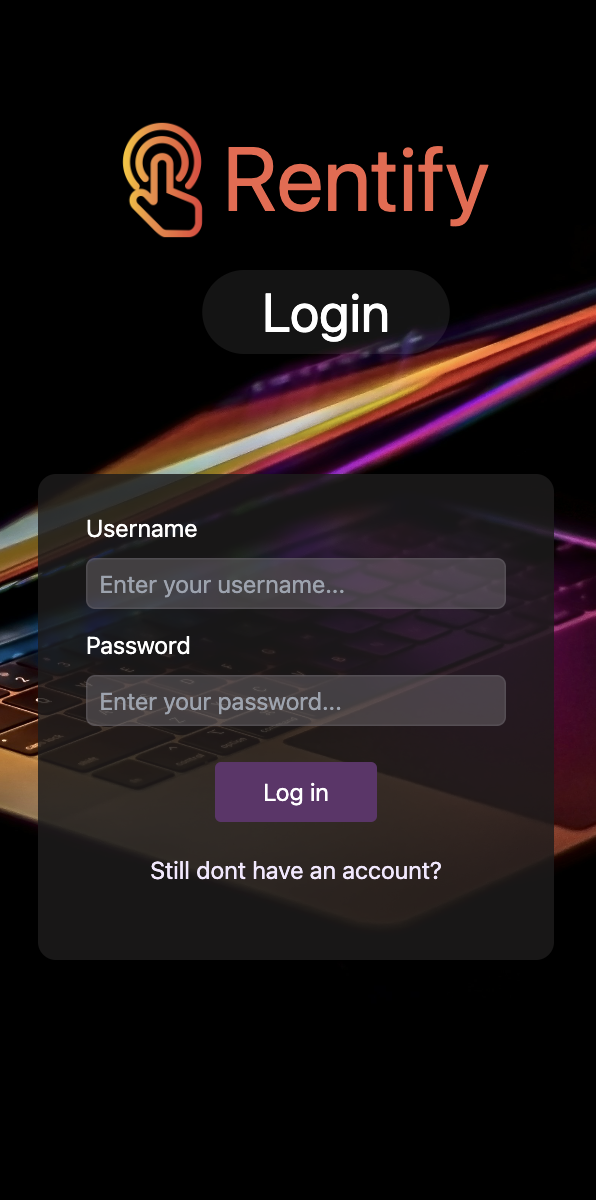 Rentify
Login
Username
Enter your username...
Password
Enter your password...
Log in
Still dont have an account?